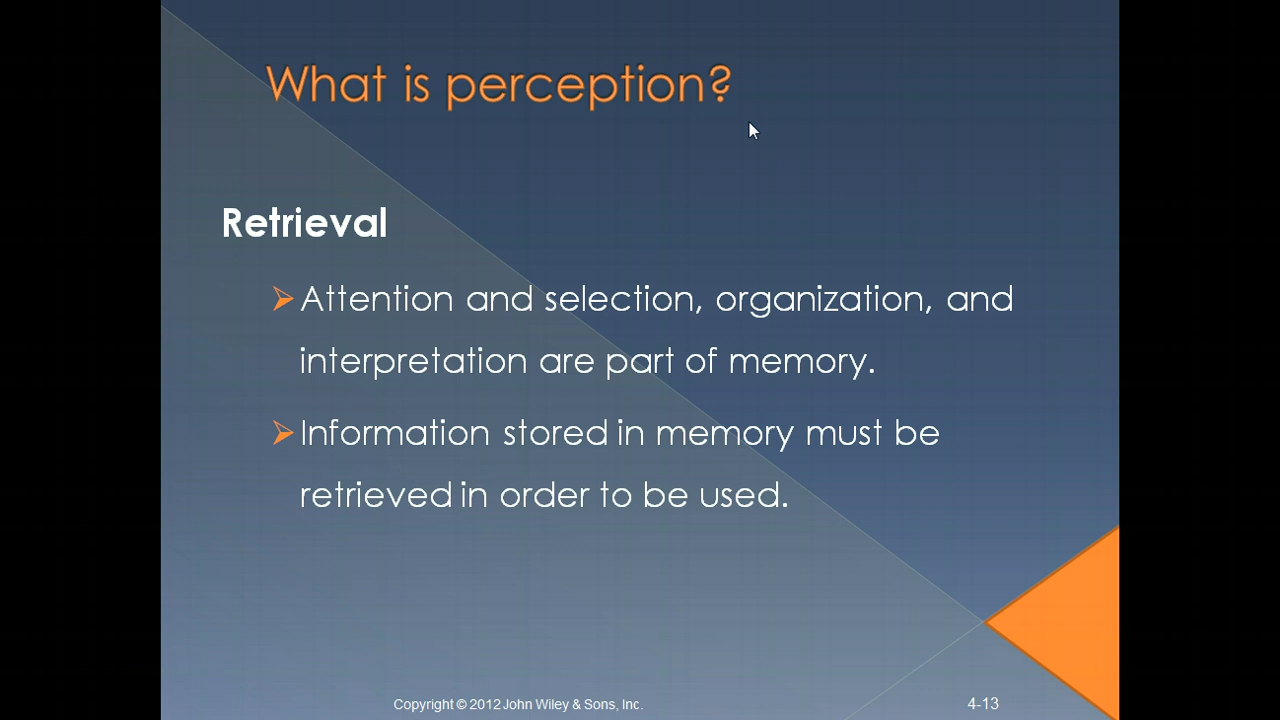 What is perception?
Retrieval
Attention and selection, organization, and
interpretation are part of memory.
Information stored in memory must be
retrieved in order to be used.
Copyright © 2012 John Wiley & Sons, Inc.
4-13